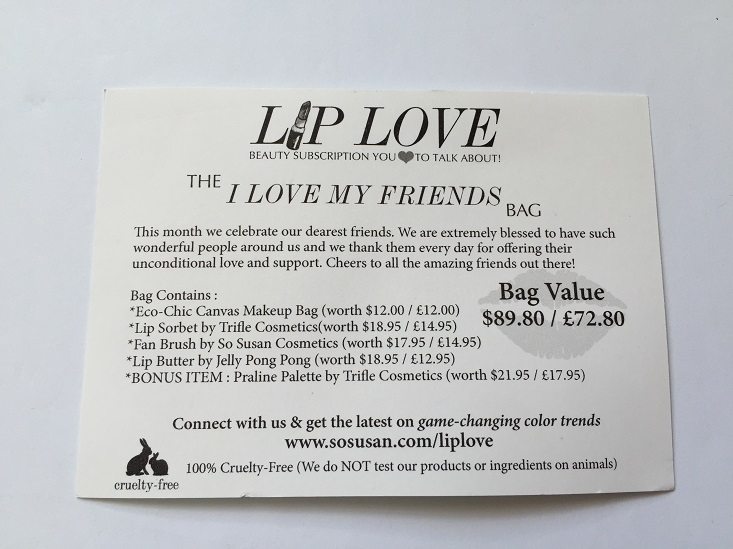 LIP LOVE
BEAUTY SUBSCRIPTION YOU TO TALK ABOUT!
THE I LOVE MY FRIENDS BAG
This month we celebrate our dearest friends. We are extremely blessed to have such
wonderful people around us and we thank them every day for offering their
unconditional love and support. Cheers to all the amazing friends out there!
Bag Contains :
*Eco-Chic Canvas Makeup Bag (worth $12.00 / £12.00)
*Lip Sorbet by Trifle Cosmetics(worth $18.95 / £14.95)
*Fan Brush by So Susan Cosmetics (worth $17.95 / £14.95)
*Lip Butter by Jelly Pong Pong (worth $18.95 / £12.95)
*BONUS ITEM : Praline Palette by Trifle Cosmetics (worth $21.95 / £17.95)
Bag Value
$89.80 / £72.80
Connect with us & get the latest on game-changing color trends
www.sosusan.com/liplove
100% Cruelty-Free (We do NOT test our products or ingredients on animals)
cruelty-free